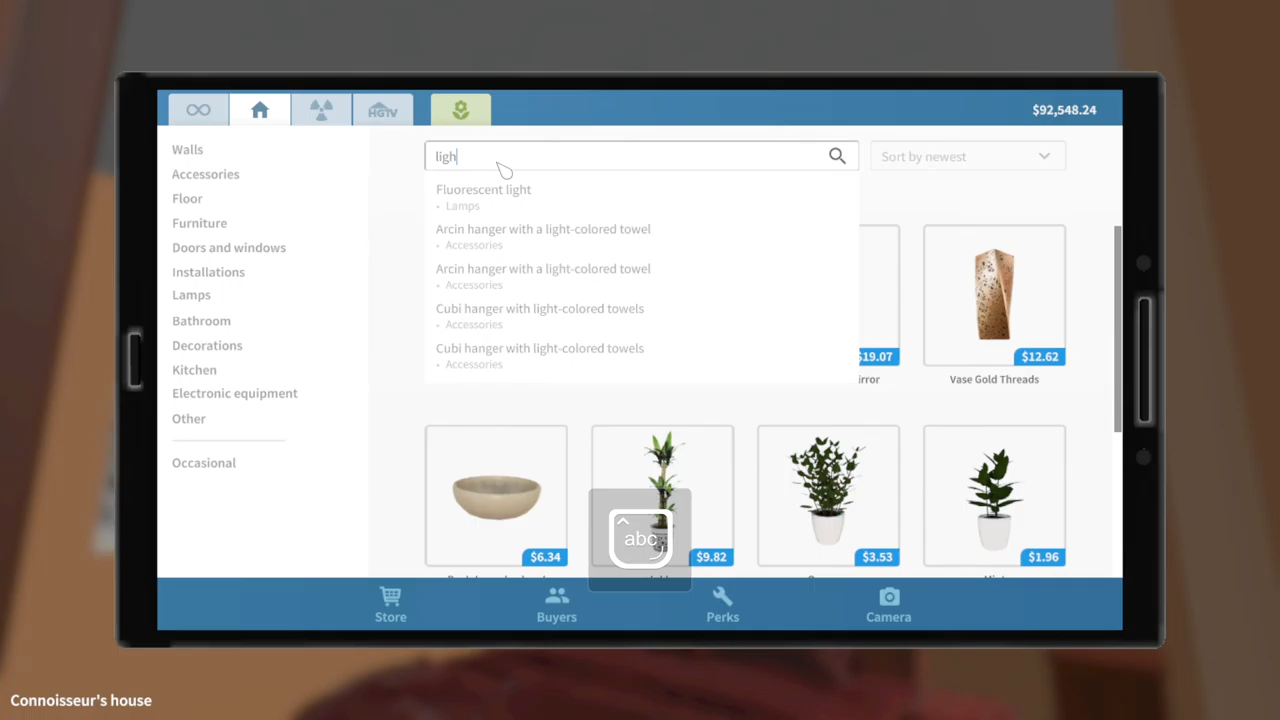 HGTV
$92,548.24
Walls
Accessories
Floor
Furniture
Doors and windows
Installations
Lamps
Bathroom
Decorations
Kitchen
Electronic equipment
Other
Occasional
ligh
Sort by newest
Fluorescent light
• Lamps
Arcin hanger with a light-colored towel
• Accessories
Arcin hanger with a light-colored towel
• Accessories
Cubi hanger with light-colored towels
• Accessories
Cubi hanger with light-colored towels
• Accessories
$19.07
$12.62
Vase Gold Threads
$6.34
$9.82
$3.53
$1.96
abc
Store
Buyers
Perks
Camera
Connoisseur's house